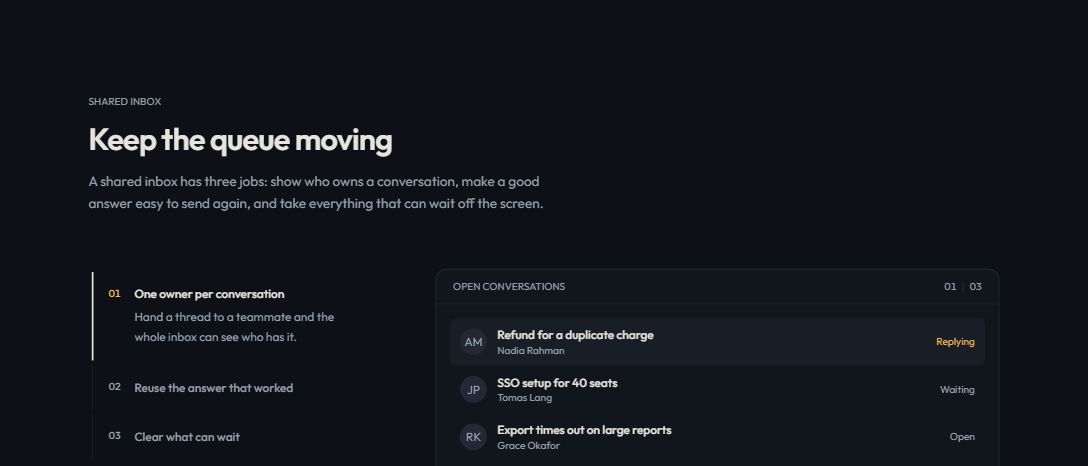 SHARED INBOX
Keep the queue moving
A shared inbox has three jobs: show who owns a conversation, make a good
answer easy to send again, and take everything that can wait off the screen.
01 One owner per conversation
Hand a thread to a teammate and the
whole inbox can see who has it.
02 Reuse the answer that worked
03 Clear what can wait
OPEN CONVERSATIONS 01 | 03
AM Refund for a duplicate charge Replying
Nadia Rahman
JP SSO setup for 40 seats Waiting
Tomas Lang
RK Export times out on large reports Open
Grace Okafor